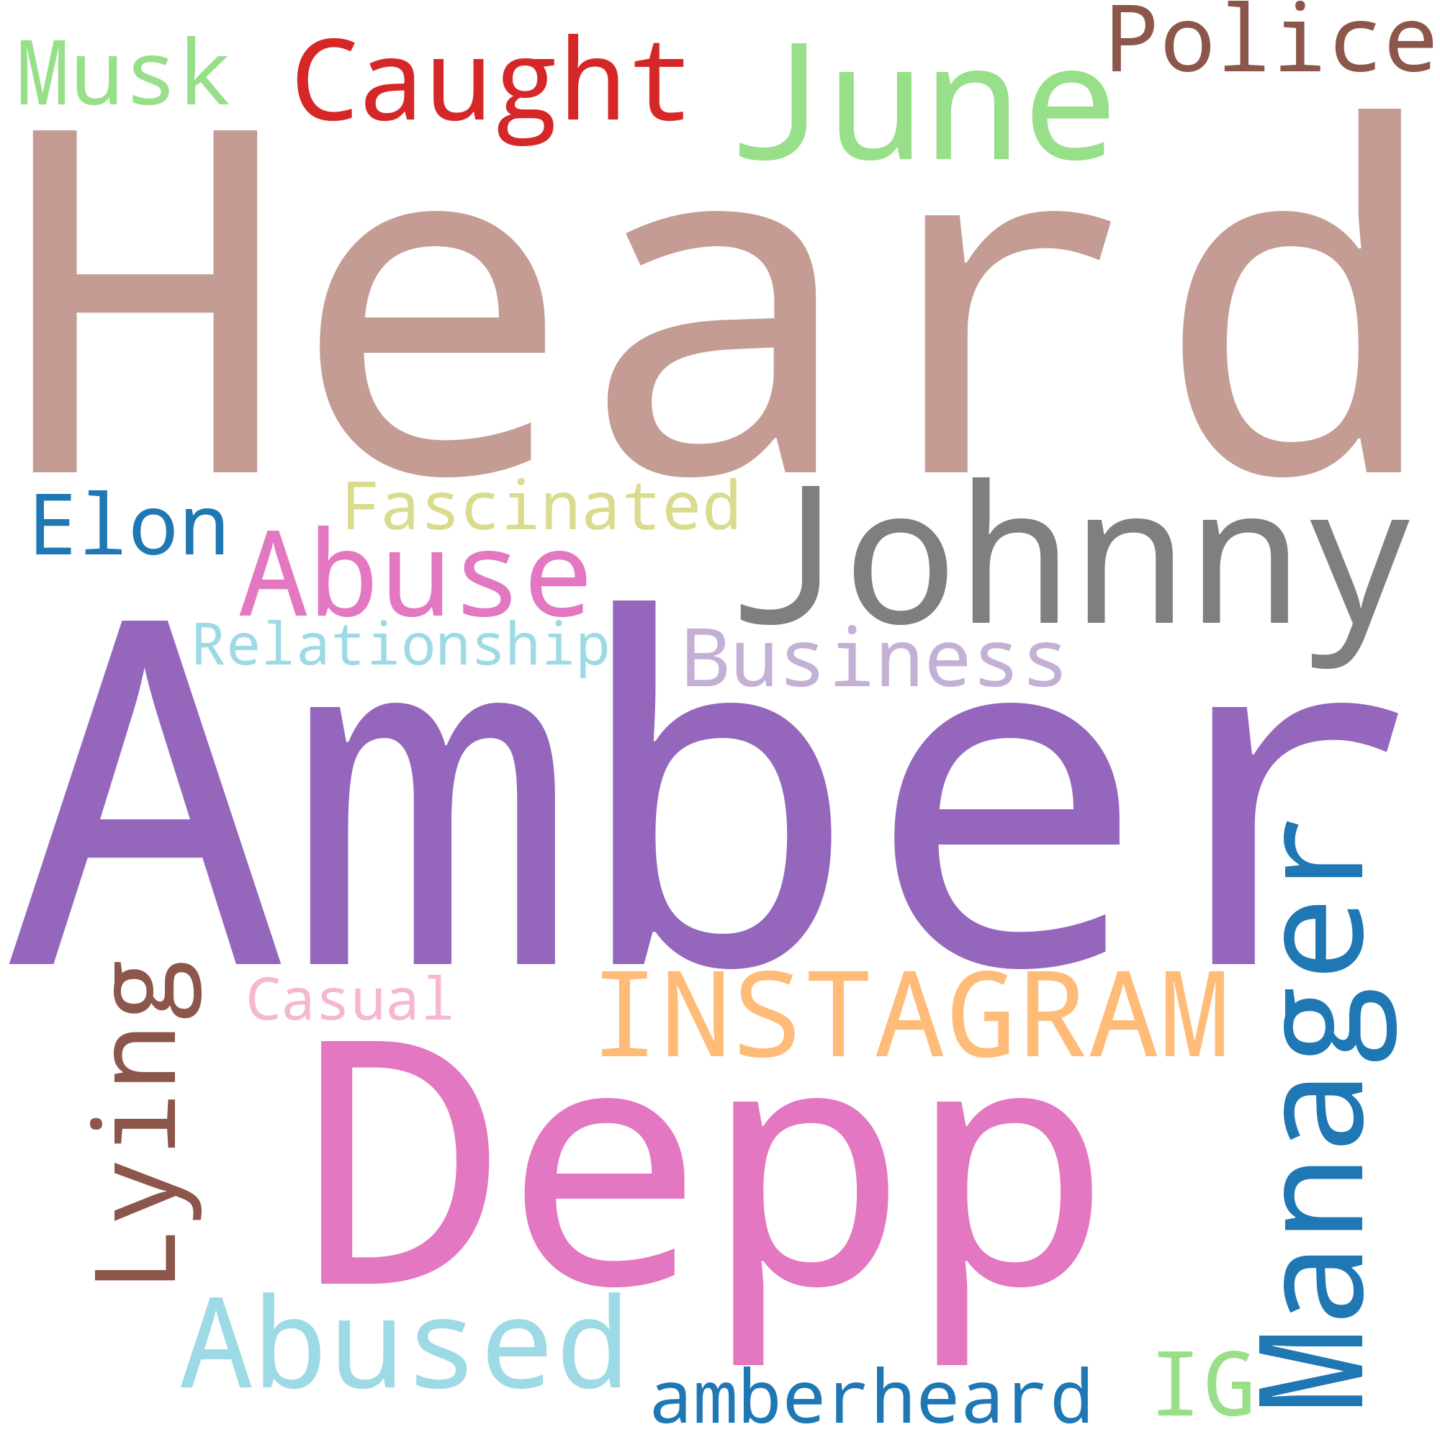 Police
Musk
Caught
June
Heard
Elon
Fascinated
Johnny
Abuse
Relationship
Business
Amber
Manager
Lying
Casual
INSTAGRAM
Depp
Abused
amberheard
IG